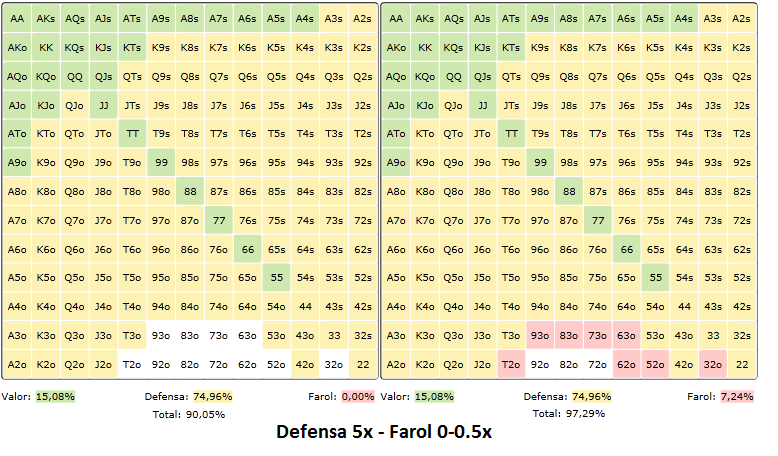 AA AKs AQs AJs ATs A9s A8s A7s A6s A5s A4s A3s A2s AA AKs AQs AJs ATs A9s A8s A7s A6s A5s A4s A3s A2s
AKo KK KQs KJs KTs K9s K8s K7s K6s K5s K4s K3s K2s AKo KK KQs KJs KTs K9s K8s K7s K6s K5s K4s K3s K2s
AQo KQo QQ QJs QTs Q9s Q8s Q7s Q6s Q5s Q4s Q3s Q2s AQo KQo QQ QJs QTs Q9s Q8s Q7s Q6s Q5s Q4s Q3s Q2s
AJo KJo QJo JJ JTs J9s J8s J7s J6s J5s J4s J3s J2s AJo KJo QJo JJ JTs J9s J8s J7s J6s J5s J4s J3s J2s
ATo KTo QTo JTo TT T9s T8s T7s T6s T5s T4s T3s T2s ATo KTo QTo JTo TT T9s T8s T7s T6s T5s T4s T3s T2s
A9o K9o Q9o J9o T9o 99 98s 97s 96s 95s 94s 93s 92s A9o K9o Q9o J9o T9o 99 98s 97s 96s 95s 94s 93s 92s
A8o K8o Q8o J8o T8o 98o 88 87s 86s 85s 84s 83s 82s A8o K8o Q8o J8o T8o 98o 88 87s 86s 85s 84s 83s 82s
A7o K7o Q7o J7o T7o 97o 87o 77 76s 75s 74s 73s 72s A7o K7o Q7o J7o T7o 97o 87o 77 76s 75s 74s 73s 72s
A6o K6o Q6o J6o T6o 96o 86o 76o 66 65s 64s 63s 62s A6o K6o Q6o J6o T6o 96o 86o 76o 66 65s 64s 63s 62s
A5o K5o Q5o J5o T5o 95o 85o 75o 65o 55 54s 53s 52s A5o K5o Q5o J5o T5o 95o 85o 75o 65o 55 54s 53s 52s
A4o K4o Q4o J4o T4o 94o 84o 74o 64o 54o 44 43s 42s A4o K4o Q4o J4o T4o 94o 84o 74o 64o 54o 44 43s 42s
A3o K3o Q3o J3o T3o 93o 83o 73o 63o 53o 43o 33 32s A3o K3o Q3o J3o T3o 93o 83o 73o 63o 53o 43o 33 32s
A2o K2o Q2o J2o T2o 92o 82o 72o 62o 52o 42o 32o 22 A2o K2o Q2o J2o T2o 92o 82o 72o 62o 52o 42o 32o 22
Valor: 15,08% Defensa: 74,96% Farol: 0,00% Valor: 15,08% Defensa: 74,96% Farol: 7,24%
Total: 90,05% Total: 97,29%
Defensa 5x - Farol 0-0.5x